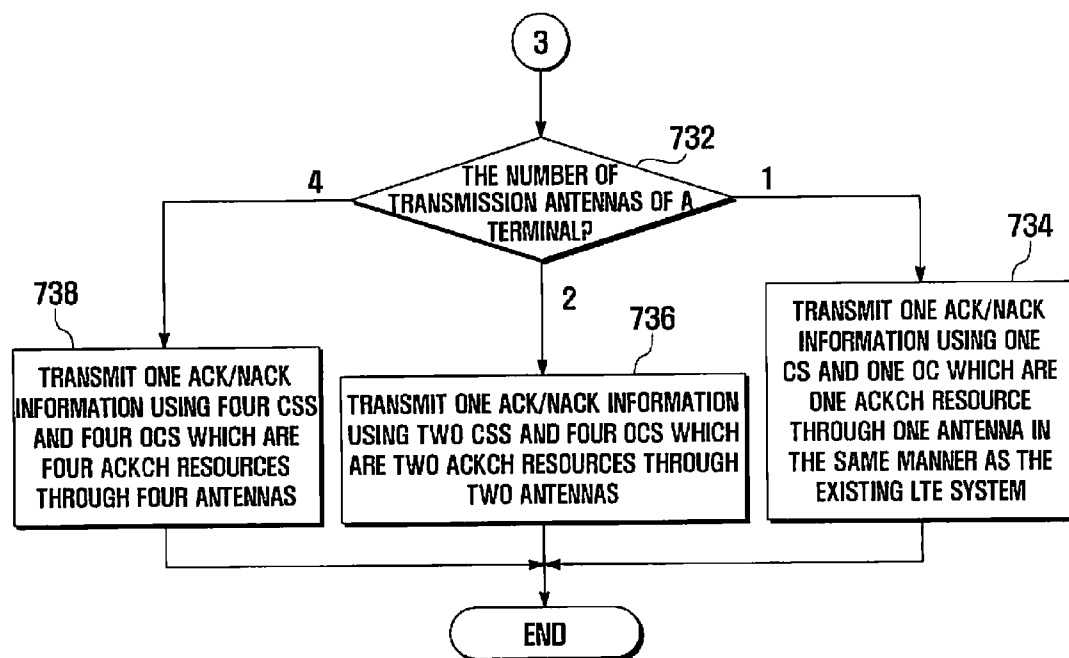 3
732
THE NUMBER OF
TRANSMISSION ANTENNAS OF A
TERMINAL?
4
1
2
738
TRANSMIT ONE ACK/NACK
INFORMATION USING FOUR CSS
AND FOUR OCS WHICH ARE
FOUR ACKCH RESOURCES
THROUGH FOUR ANTENNAS
736
TRANSMIT ONE ACK/NACK INFORMATION
USING TWO CSS AND FOUR OCS WHICH
ARE TWO ACKCH RESOURCES THROUGH
TWO ANTENNAS
734
TRANSMIT ONE ACK/NACK
INFORMATION USING ONE
CS AND ONE OC WHICH ARE
ONE ACKCH RESOURCE
THROUGH ONE ANTENNA IN
THE SAME MANNER AS THE
EXISTING LTE SYSTEM
END